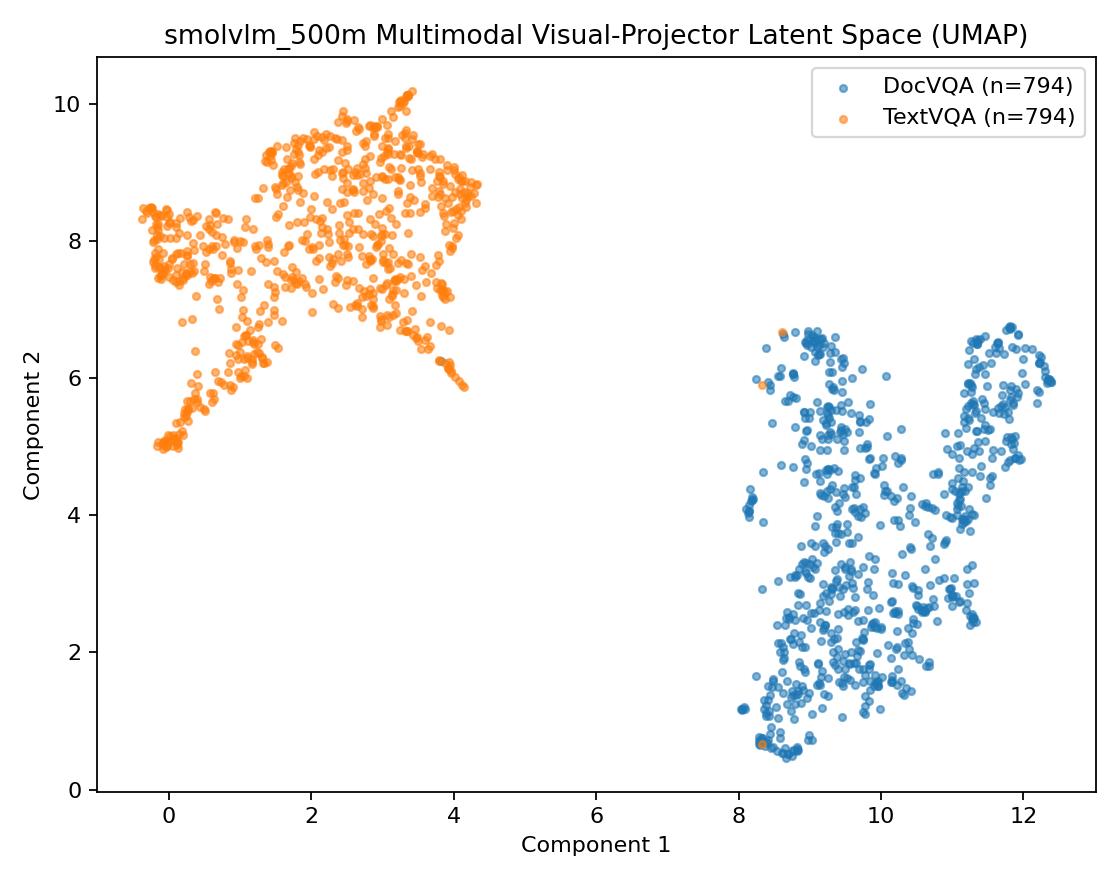 smolvlm_500m Multimodal Visual-Projector Latent Space (UMAP)
DocVQA (n=794)
TextVQA (n=794)
Component 2
10
8
6
4
2
0
0 2 4 6 8 10 12
Component 1